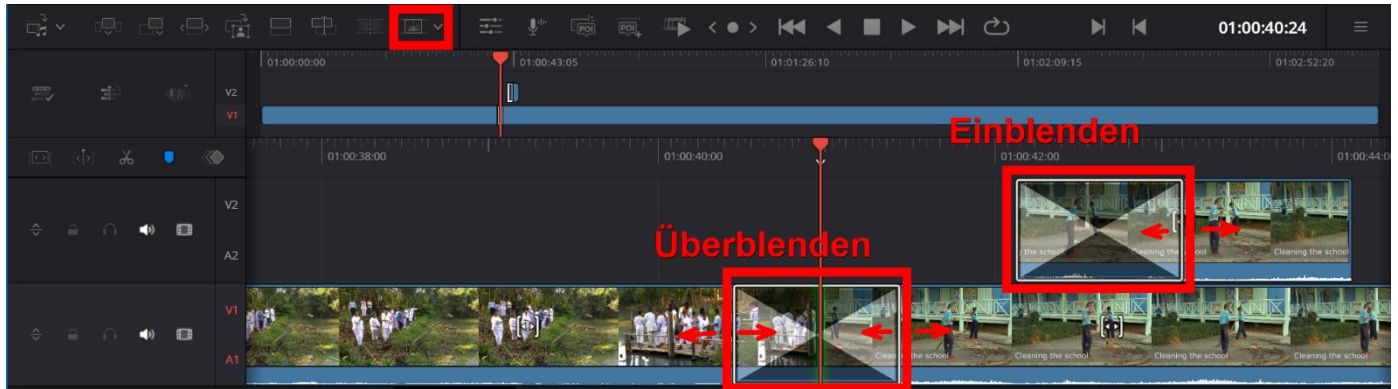 POI POI 01:00:40:24
01:00:00:00 01:00:43:05 01:01:26:10 01:02:09:15 01:02:52:20
V2
V1
Einblenden
01:00:38:00 01:00:40:00 01:00:42:00 01:00:44:0
V2
Überblenden
A2
the school Cleaning the school Cleaning the school
V1
A1
Cleaning the school Cleaning the school Cleaning the school Cleaning the school